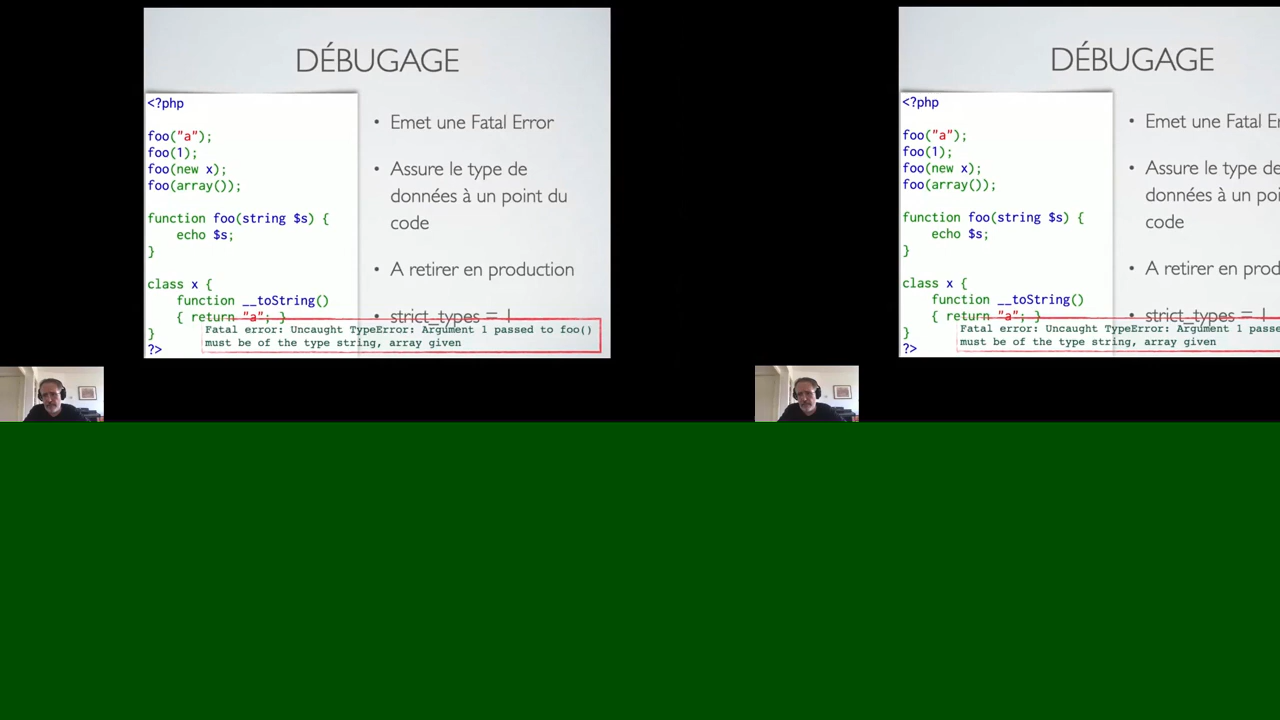 DÉBUGAGE
<?php
foo("a");
foo(1);
foo(new x);
foo(array());
function foo(string $s) {
echo $s;
}
class x {
function __toString()
{ return "a"; }
}
?>
• Emet une Fatal Error
• Assure le type de
données à un point du
code
• A retirer en production
• strict_types = 1
Fatal error: Uncaught TypeError: Argument 1 passed to foo()
must be of the type string, array given
DÉBUGAGE
<?php
foo("a");
foo(1);
foo(new x);
foo(array());
function foo(string $s) {
echo $s;
}
class x {
function __toString()
{ return "a"; }
}
?>
• Emet une Fatal E
• Assure le type de
données à un poi
code
• A retirer en prod
• strict_types = 1
Fatal error: Uncaught TypeError: Argument 1 passe
must be of the type string, array given